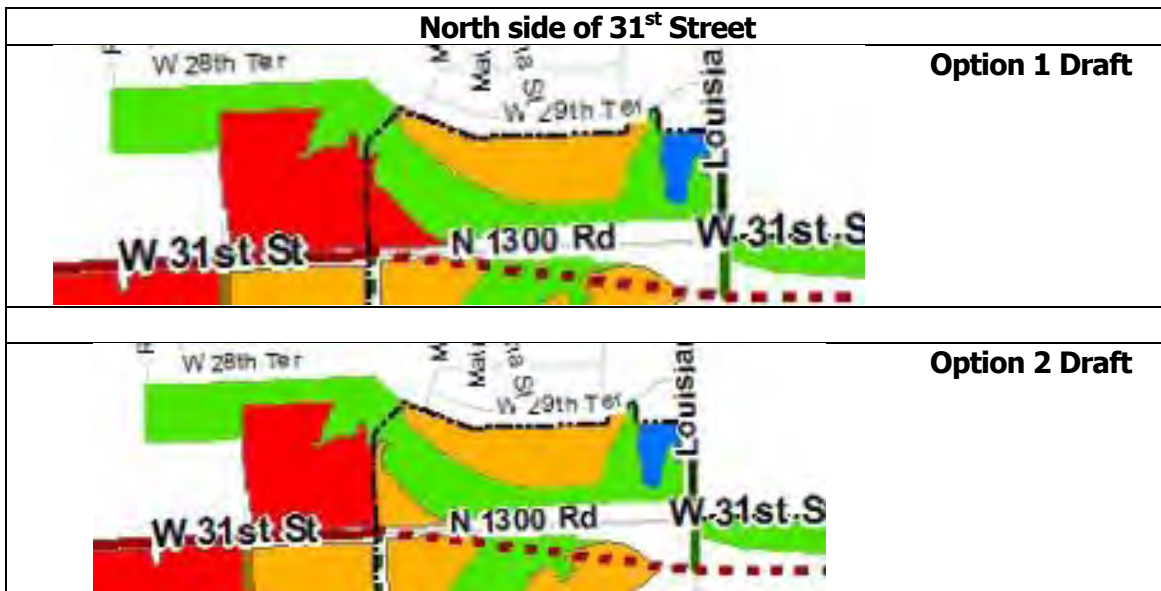 North side of 31st Street
Option 1 Draft
W 28th Ter
W 29th Ter
Louisia
N 1300 Rd
W 31st St
W-31st-S
Option 2 Draft
W 28th Ter
W 29th Ter
Louisiar
N 1300 Rd
W 31st St
W-31st-S